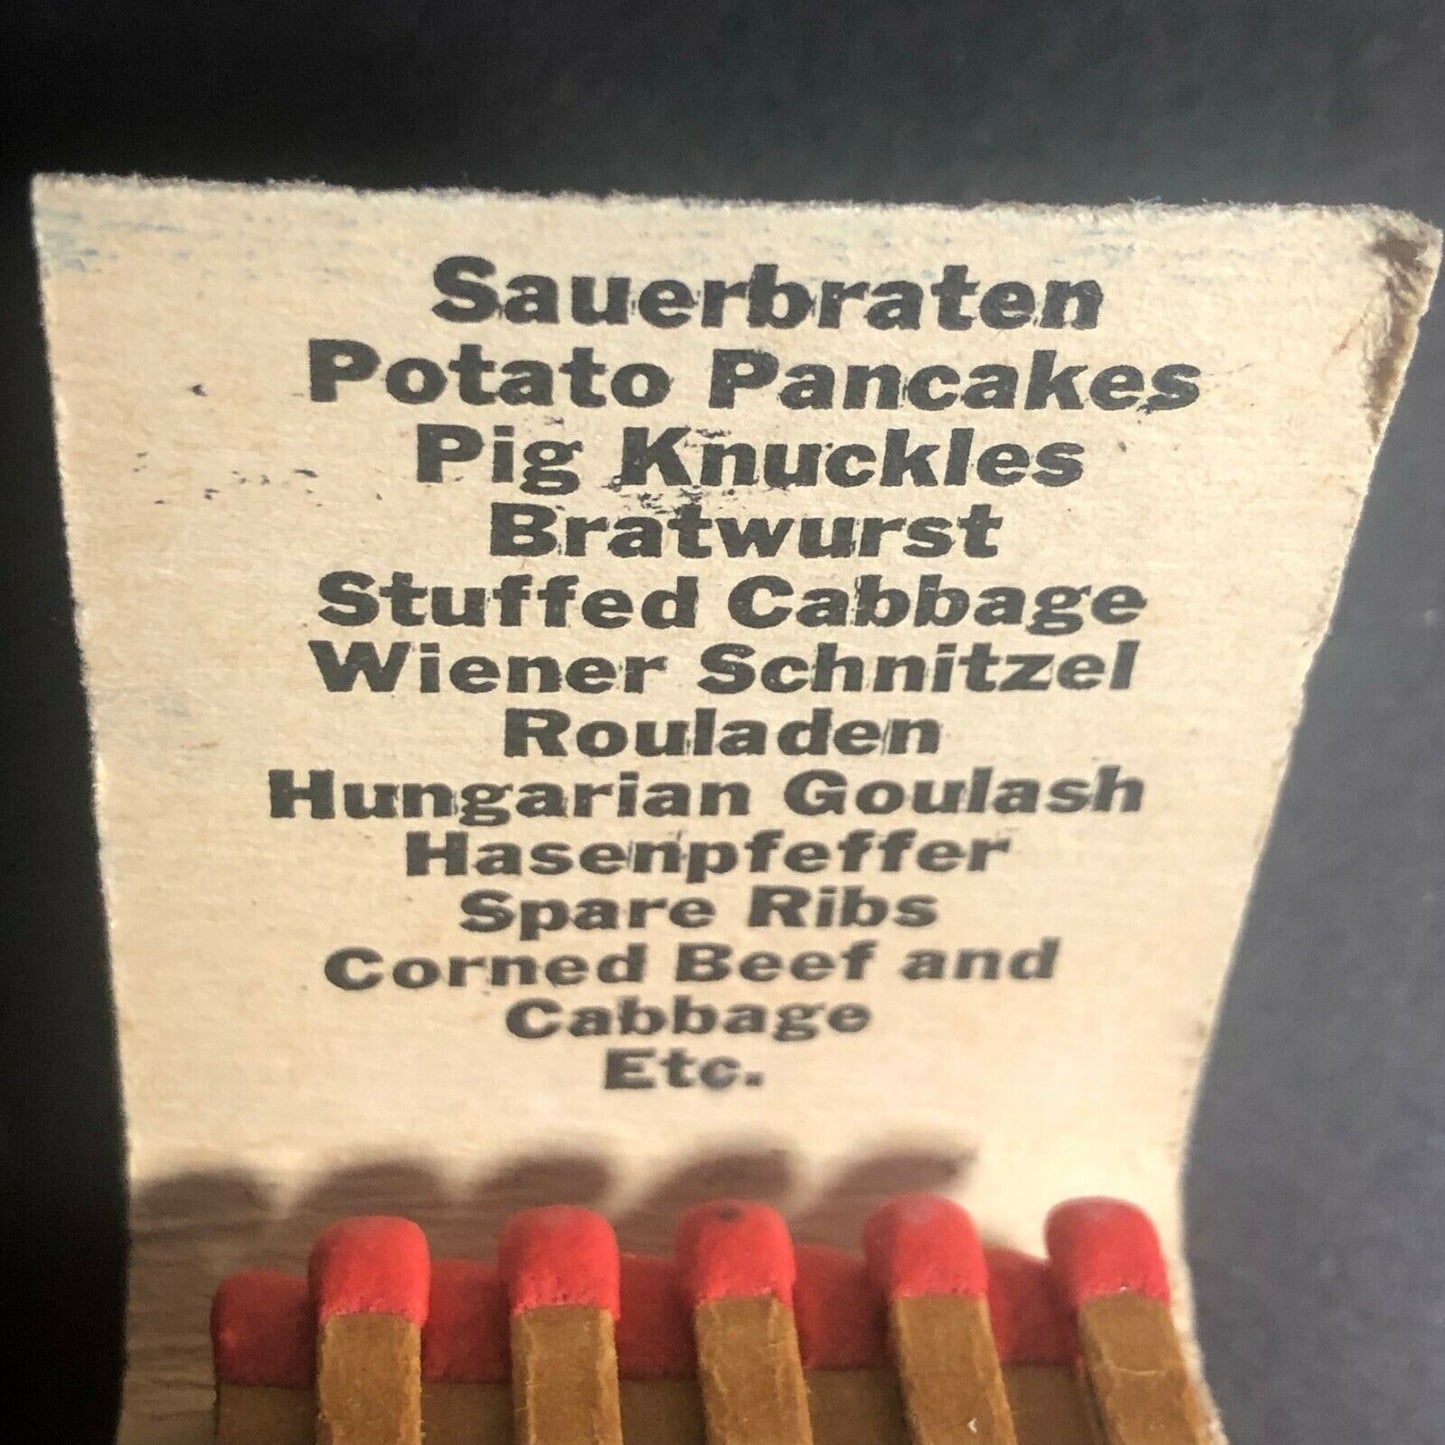 Sauerbraten
Potato Pancakes
Pig Knuckles
Bratwurst
Stuffed Cabbage
Wiener Schnitzel
Rouladen
Hungarian Goulash
Hasenpfeffer
Spare Ribs
Corned Beef and
Cabbage
Etc.